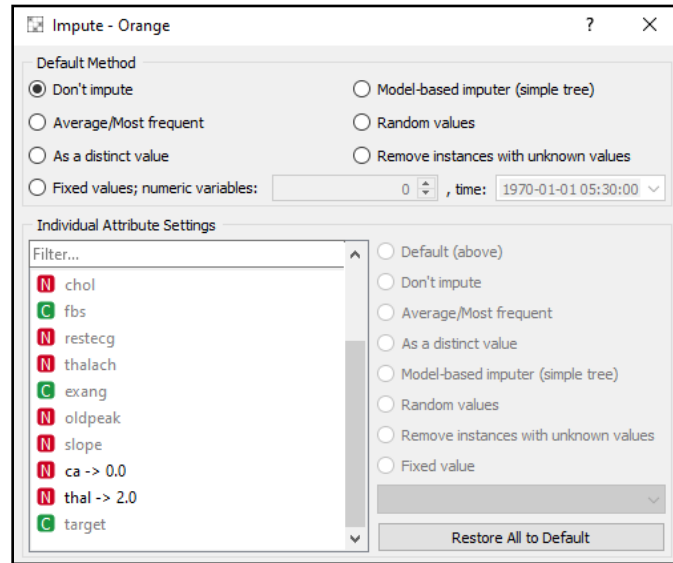 Impute - Orange ? ×
Default Method
Don't impute
Model-based imputer (simple tree)
Average/Most frequent
Random values
As a distinct value
Remove instances with unknown values
Fixed values; numeric variables: 0 , time: 1970-01-01 05:30:00
Individual Attribute Settings
Filter...
N chol
C fbs
N restecg
N thalach
C exang
N oldpeak
N slope
N ca -> 0.0
N thal -> 2.0
C target
Default (above)
Don't impute
Average/Most frequent
As a distinct value
Model-based imputer (simple tree)
Random values
Remove instances with unknown values
Fixed value
Restore All to Default